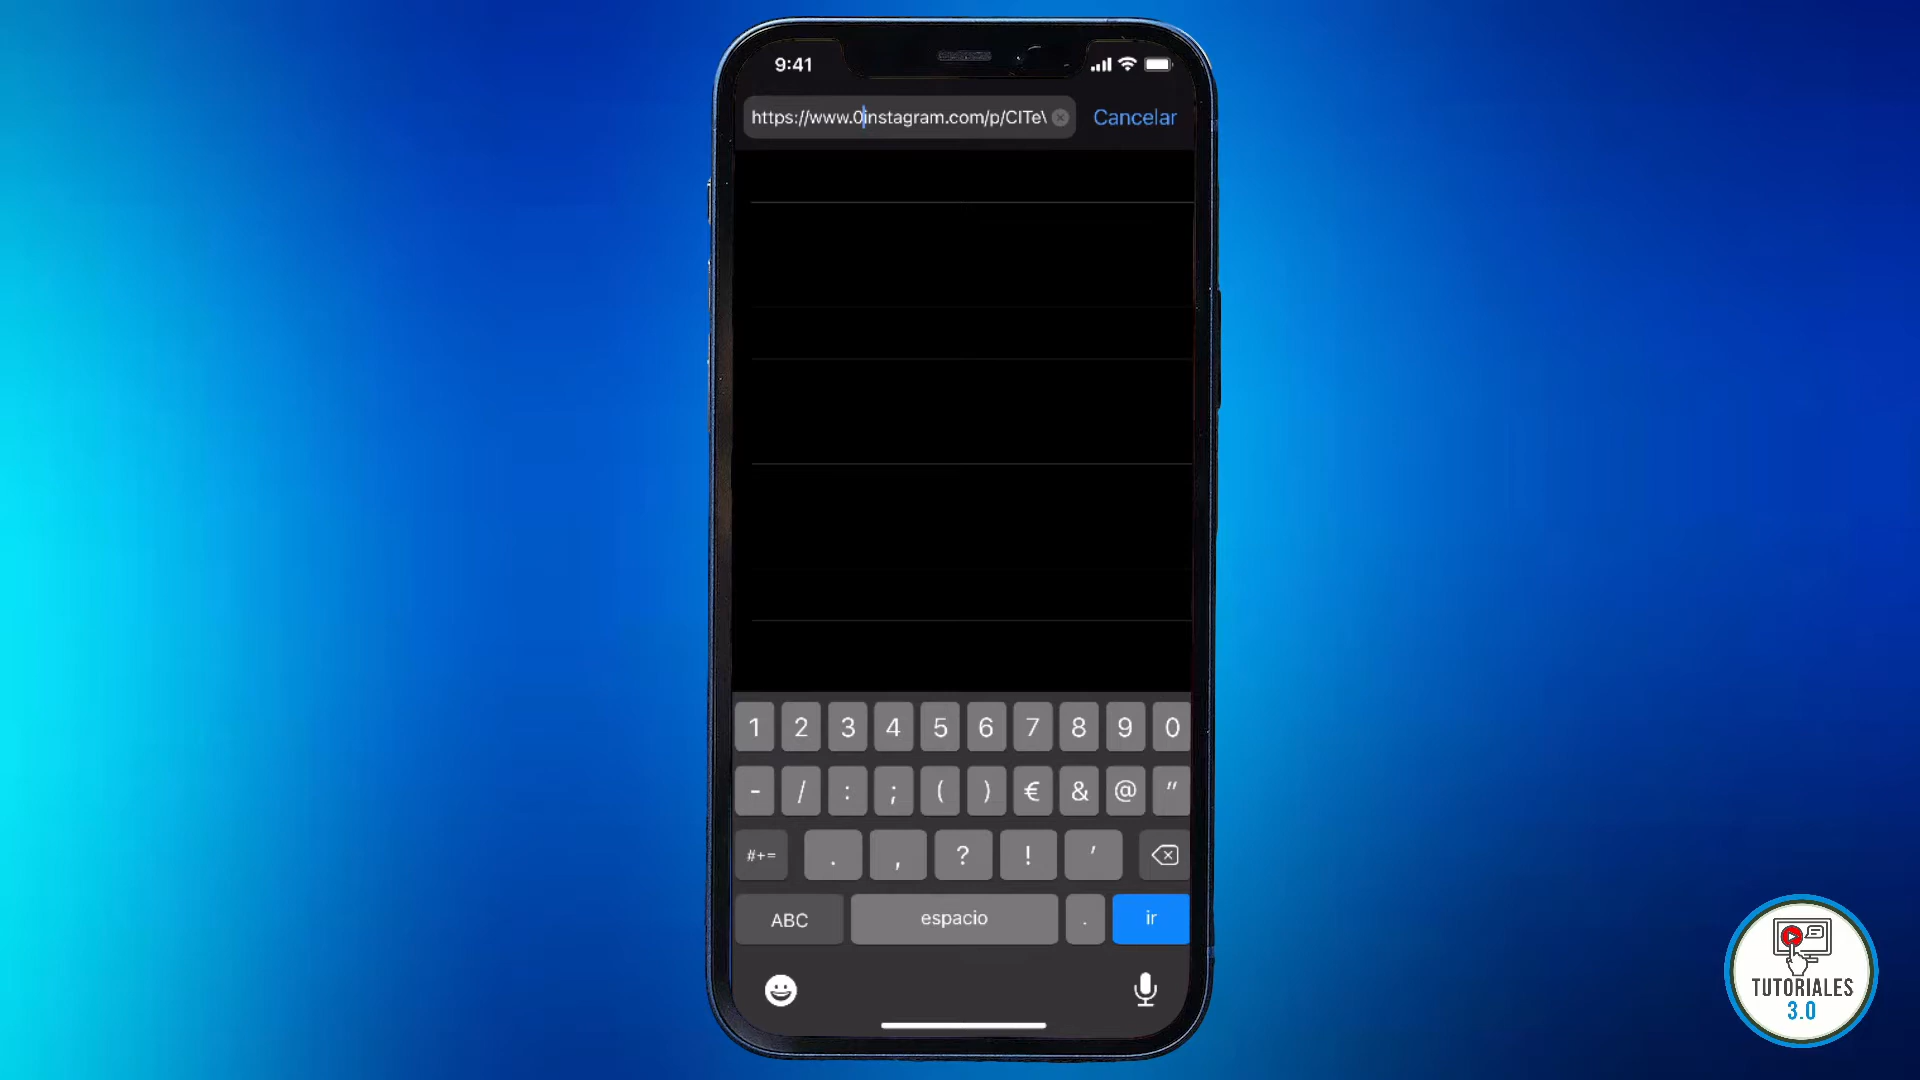 9:41
https://www.0instagram.com/p/CITeV
Cancelar
1 2 3 4 5 6 7 8 9 0
- / : ; ( ) € & @ "
#+= . , ? ! '
ABC espacio . ir
TUTORIALES
3.0